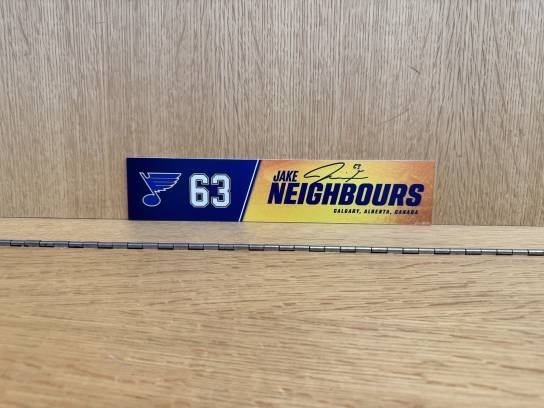 63
JAKE
NEIGHBOURS
CALGARY, ALBERTA, CANADA